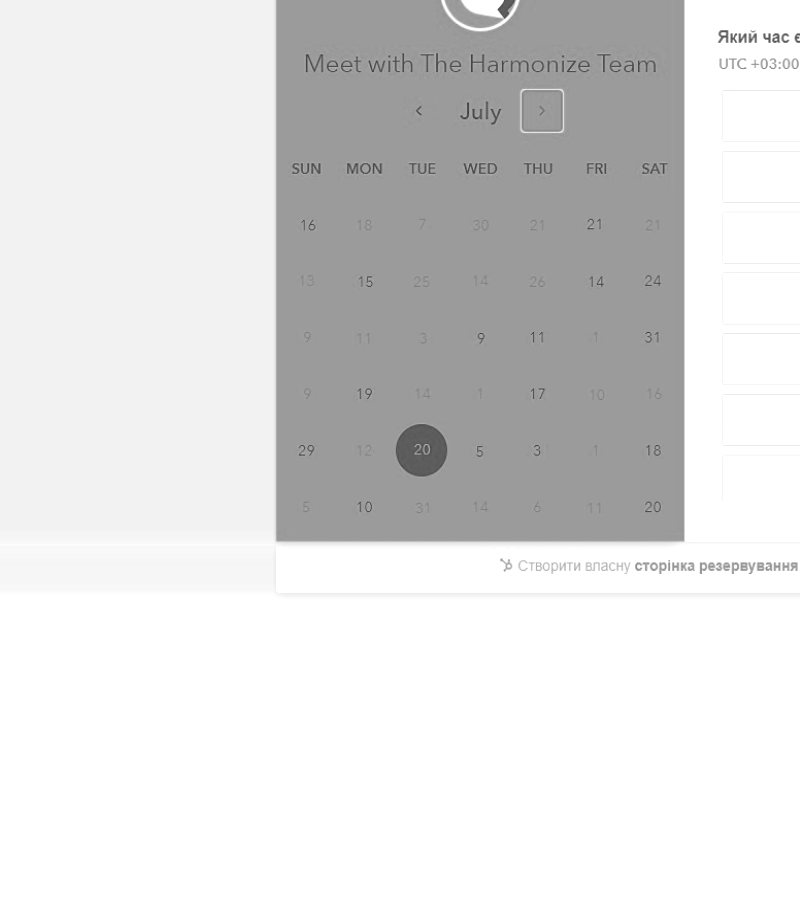 Meet with The Harmonize Team
July
SUN MON TUE WED THU FRI SAT
16 18 7 30 21 21 21
13 15 25 14 26 14 24
9 11 3 9 11 1 31
9 19 14 1 17 10 16
29 12 20 5 3 1 18
5 10 31 14 6 11 20
Який час є
UTC +03:00
Створити власну сторінка резервування